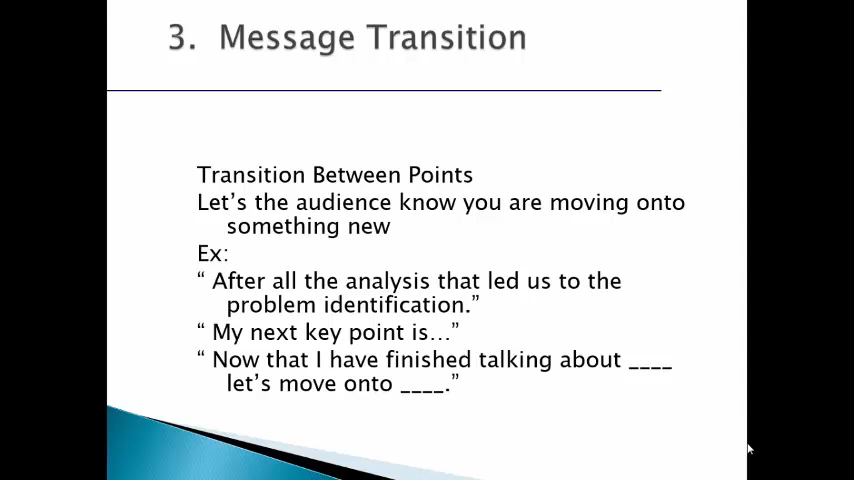 3. Message Transition
Transition Between Points
Let's the audience know you are moving onto
something new
Ex:
“ After all the analysis that led us to the
problem identification.”
“ My next key point is...”
“ Now that I have finished talking about ____
let's move onto ____.”